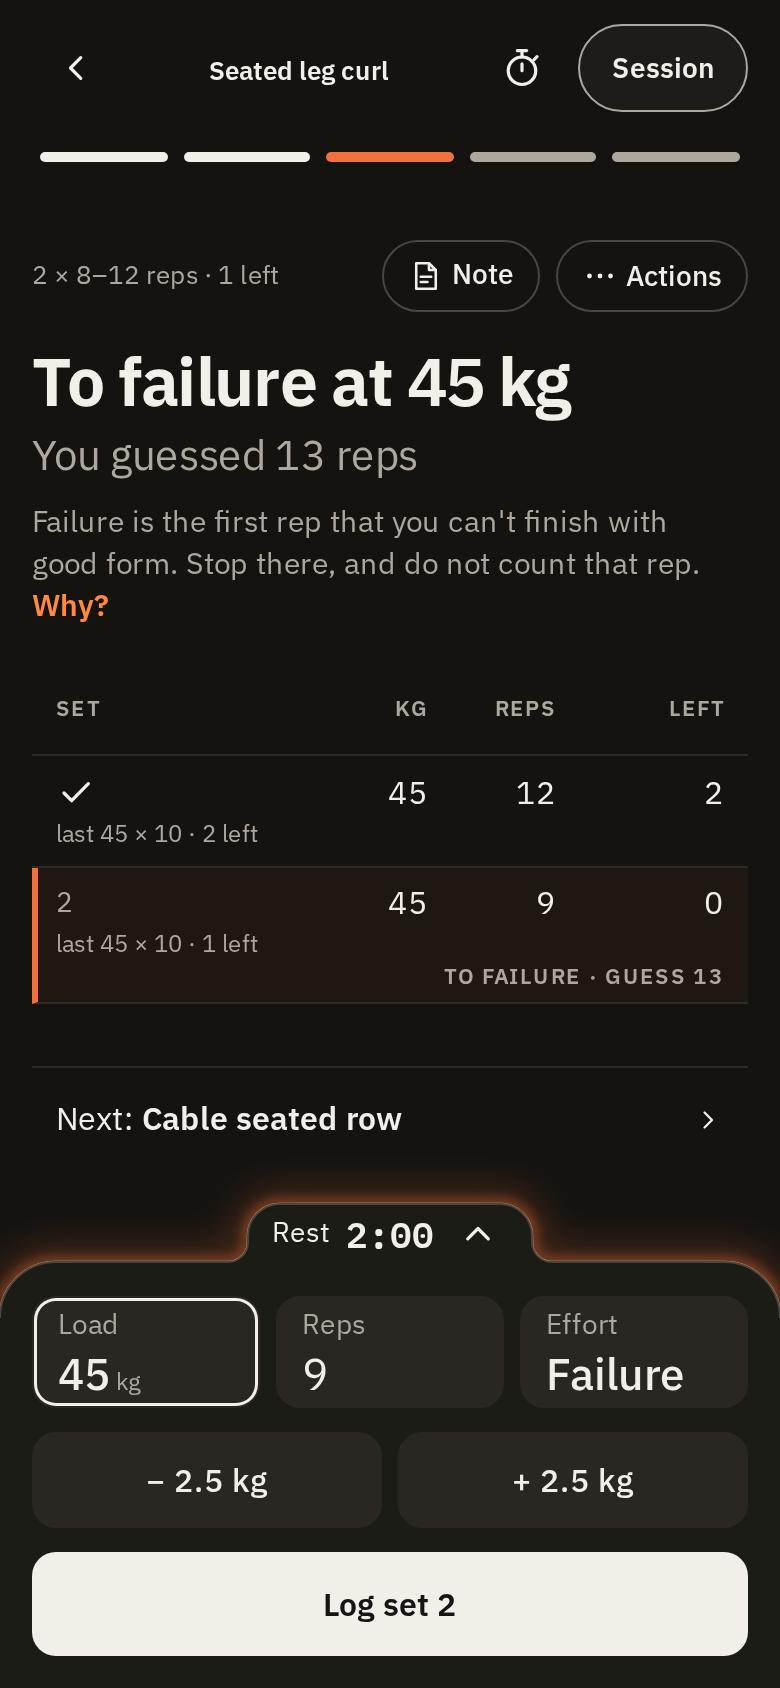 Seated leg curl
Session
2 × 8–12 reps · 1 left
Note
··· Actions
To failure at 45 kg
You guessed 13 reps
Failure is the first rep that you can't finish with
good form. Stop there, and do not count that rep.
Why?
SET KG REPS LEFT
45 12 2
last 45 × 10 · 2 left
2 45 9 0
last 45 × 10 · 1 left
TO FAILURE · GUESS 13
Next: Cable seated row
Rest 2:00
Load Reps Effort
45 kg 9 Failure
− 2.5 kg + 2.5 kg
Log set 2